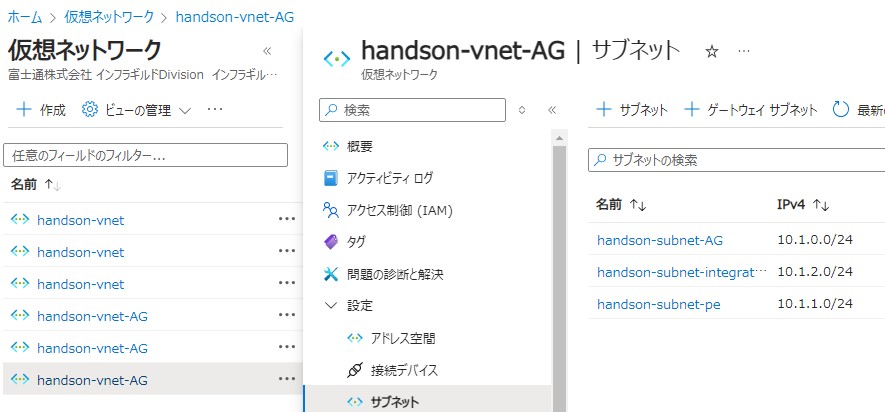 ホーム > 仮想ネットワーク > handson-vnet-AG
仮想ネットワーク
富士通株式会社 インフラギルドDivision インフラギル…
作成 ビューの管理
任意のフィールドのフィルター...
名前
handson-vnet
handson-vnet
handson-vnet
handson-vnet-AG
handson-vnet-AG
handson-vnet-AG
handson-vnet-AG | サブネット
仮想ネットワーク
検索
概要
アクティビティ ログ
アクセス制御 (IAM)
タグ
問題の診断と解決
設定
アドレス空間
接続デバイス
サブネット
サブネット ゲートウェイ サブネット 最新
サブネットの検索
名前 IPv4
handson-subnet-AG 10.1.0.0/24
handson-subnet-integrat… 10.1.2.0/24
handson-subnet-pe 10.1.1.0/24